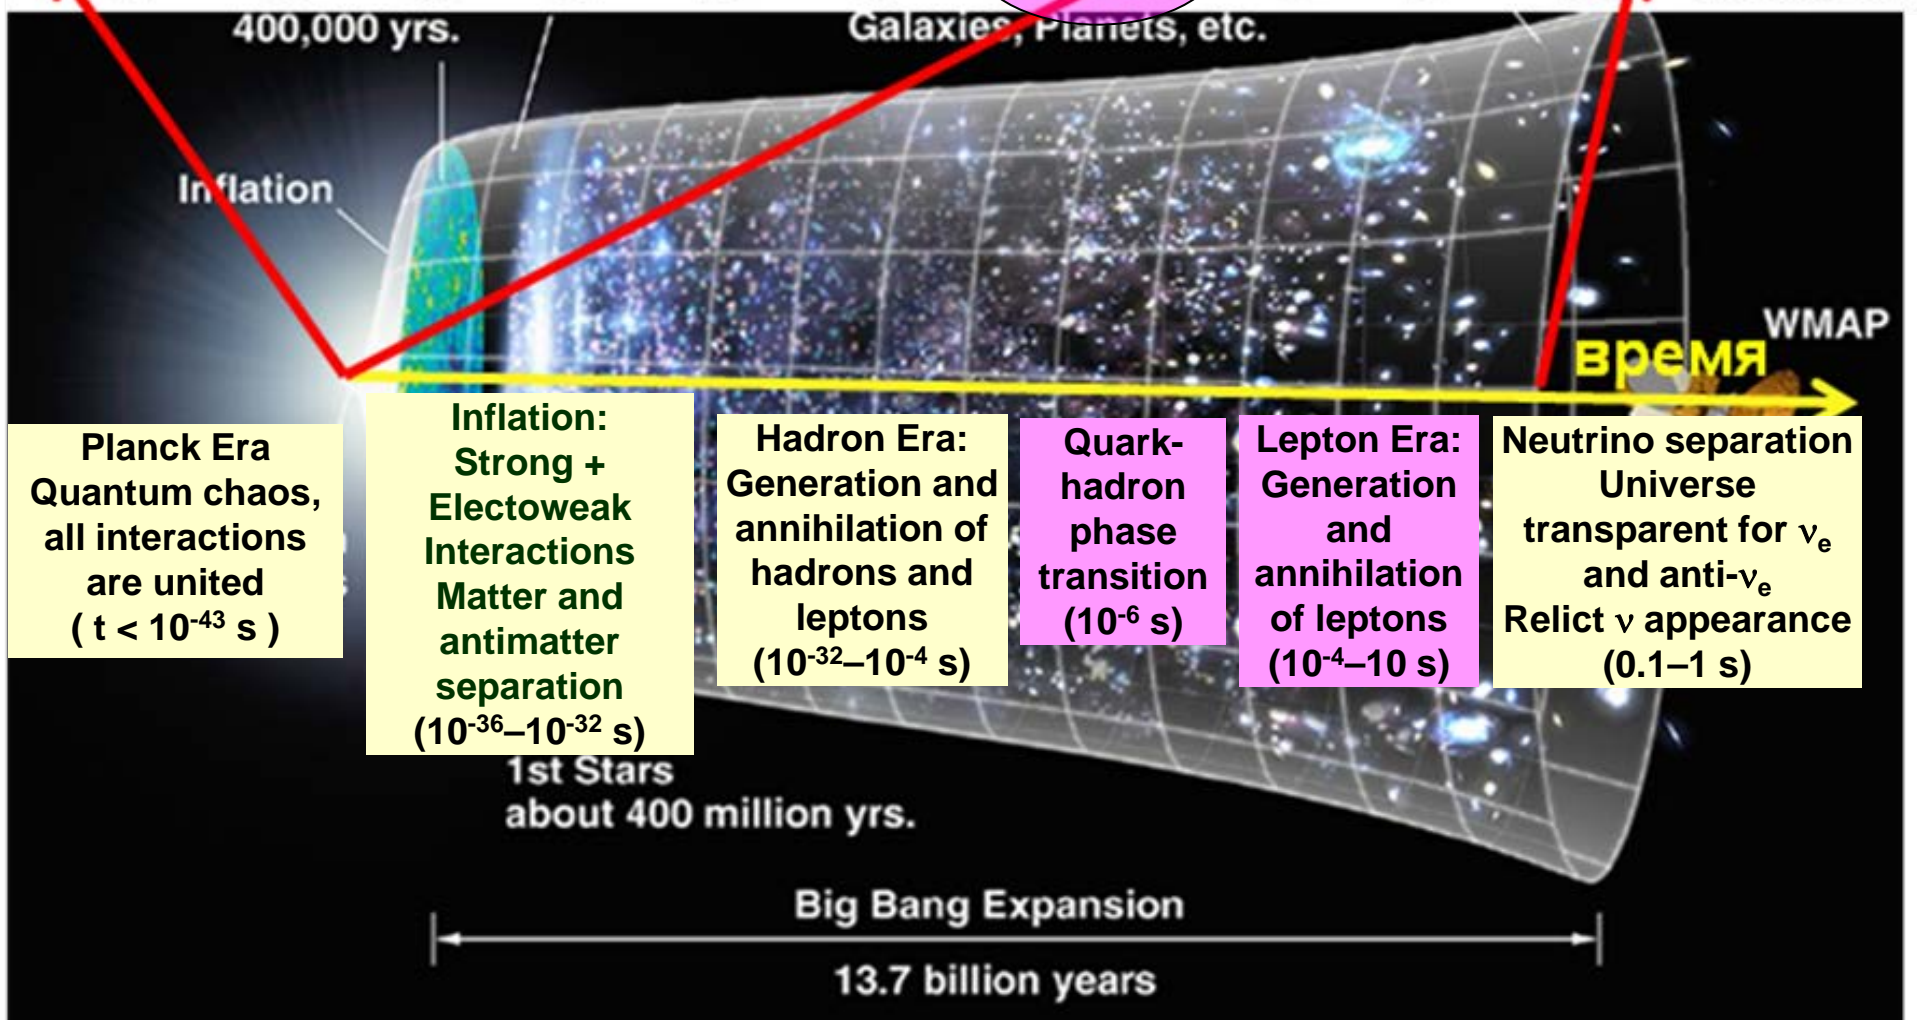 400,000 yrs.
Galaxies, Planets, etc.
Inflation
WMAP
время
Planck Era
Quantum chaos,
all interactions
are united
( t < 10⁻⁴³ s )
Inflation:
Strong +
Electoweak
Interactions
Matter and
antimatter
separation
(10⁻³⁶–10⁻³² s)
Hadron Era:
Generation and
annihilation of
hadrons and
leptons
(10⁻³²–10⁻⁴ s)
Quark-
hadron
phase
transition
(10⁻⁶ s)
Lepton Era:
Generation
and
annihilation
of leptons
(10⁻⁴–10 s)
Neutrino separation
Universe
transparent for νₑ
and anti-νₑ
Relict ν appearance
(0.1–1 s)
1st Stars
about 400 million yrs.
Big Bang Expansion
13.7 billion years